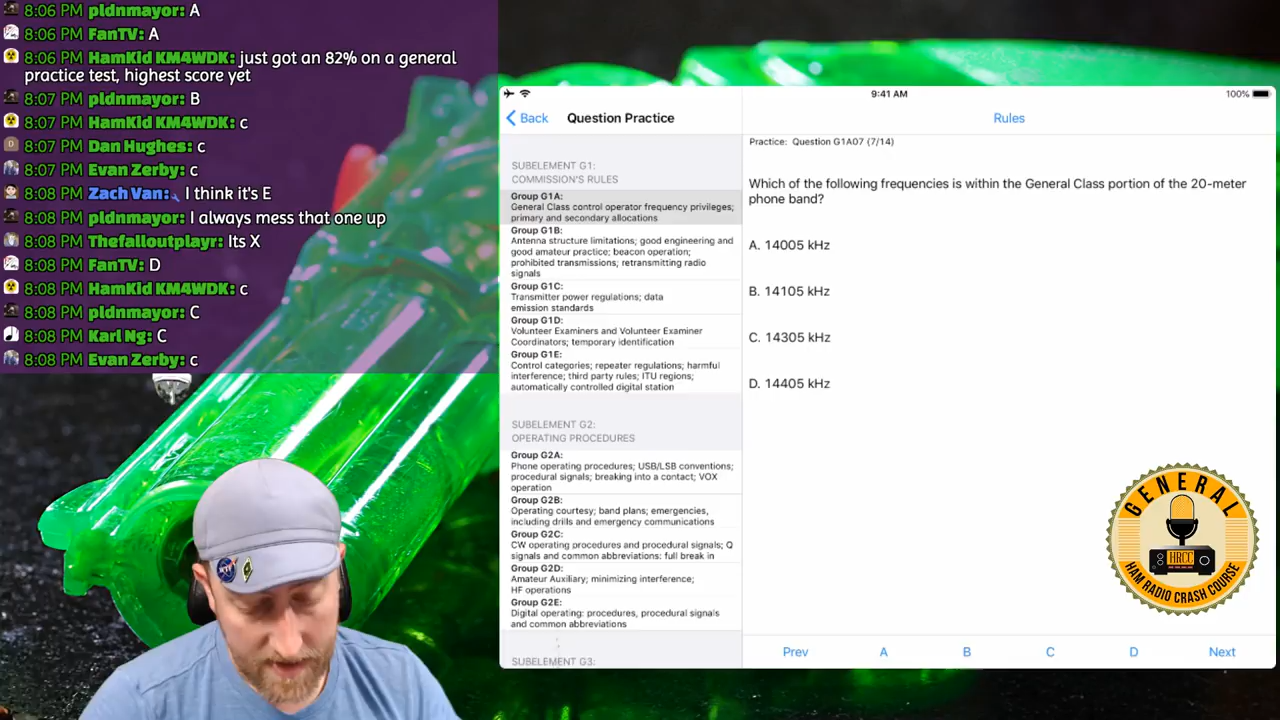 8:06 PM pldnmayor: A
8:06 PM FanTV: A
8:06 PM HamKid KM4WDK: just got an 82% on a general
practice test, highest score yet
8:07 PM pldnmayor: B
8:07 PM HamKid KM4WDK: c
8:07 PM Dan Hughes: c
8:07 PM Evan Zerby: c
8:08 PM Zach Van: I think it's E
8:08 PM pldnmayor: I always mess that one up
8:08 PM Thefalloutplayr: Its X
8:08 PM FanTV: D
8:08 PM HamKid KM4WDK: c
8:08 PM pldnmayor: C
8:08 PM Karl Ng: C
8:08 PM Evan Zerby: c
9:41 AM
100%
Back
Question Practice
Rules
SUBELEMENT G1:
COMMISSION'S RULES
Group G1A:
General Class control operator frequency privileges;
primary and secondary allocations
Group G1B:
Antenna structure limitations; good engineering and
good amateur practice; beacon operation;
prohibited transmissions; retransmitting radio
signals
Group G1C:
Transmitter power regulations; data
emission standards
Group G1D:
Volunteer Examiners and Volunteer Examiner
Coordinators; temporary identification
Group G1E:
Control categories; repeater regulations; harmful
interference; third party rules; ITU regions;
automatically controlled digital station
SUBELEMENT G2:
OPERATING PROCEDURES
Group G2A:
Phone operating procedures; USB/LSB conventions;
procedural signals; breaking into a contact; VOX
operation
Group G2B:
Operating courtesy; band plans; emergencies,
including drills and emergency communications
Group G2C:
CW operating procedures and procedural signals; Q
signals and common abbreviations: full break in
Group G2D:
Amateur Auxiliary; minimizing interference;
HF operations
Group G2E:
Digital operating: procedures, procedural signals
and common abbreviations
SUBELEMENT G3:
Practice: Question G1A07 (7/14)
Which of the following frequencies is within the General Class portion of the 20-meter
phone band?
A. 14005 kHz
B. 14105 kHz
C. 14305 kHz
D. 14405 kHz
Prev
A
B
C
D
Next
GENERAL
HRCC
HAM RADIO CRASH COURSE